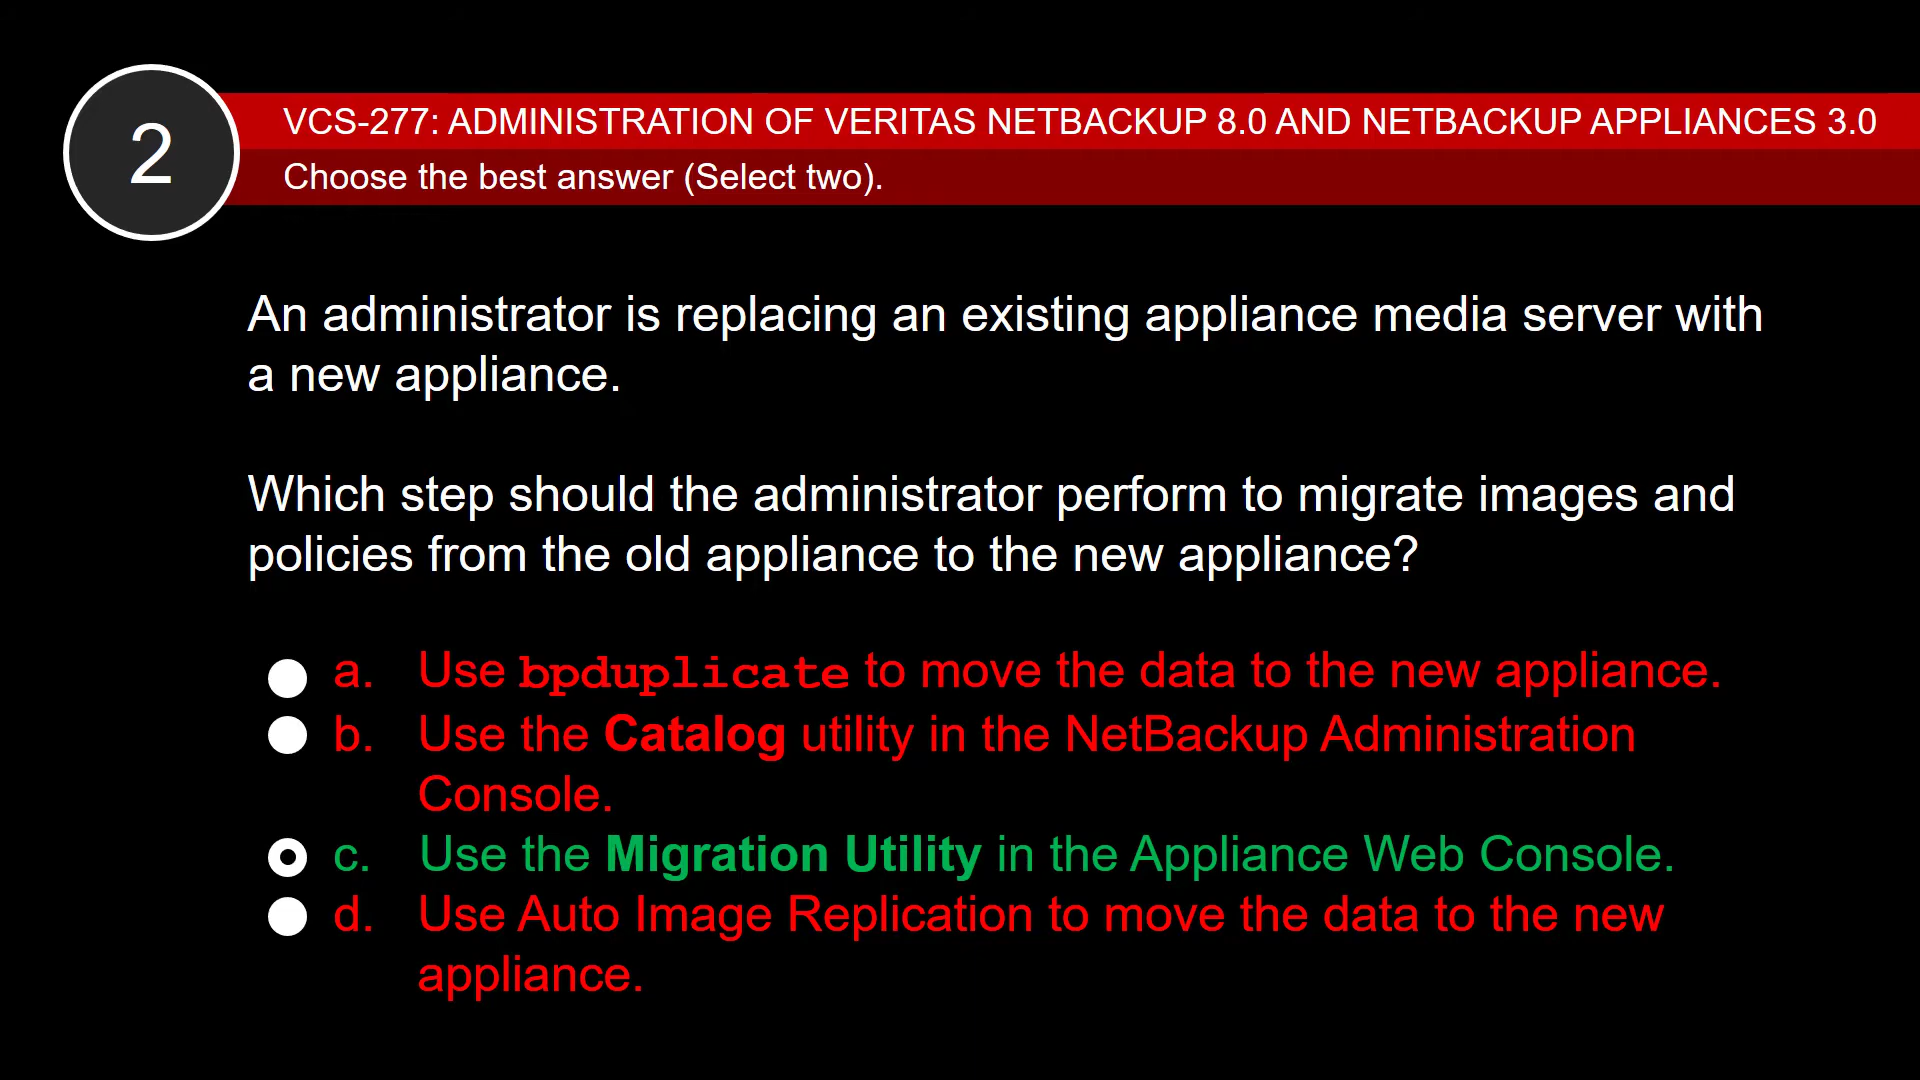 2
VCS-277: ADMINISTRATION OF VERITAS NETBACKUP 8.0 AND NETBACKUP APPLIANCES 3.0
Choose the best answer (Select two).
An administrator is replacing an existing appliance media server with
a new appliance.
Which step should the administrator perform to migrate images and
policies from the old appliance to the new appliance?
a. Use bpduplicate to move the data to the new appliance.
b. Use the Catalog utility in the NetBackup Administration
Console.
c. Use the Migration Utility in the Appliance Web Console.
d. Use Auto Image Replication to move the data to the new
appliance.